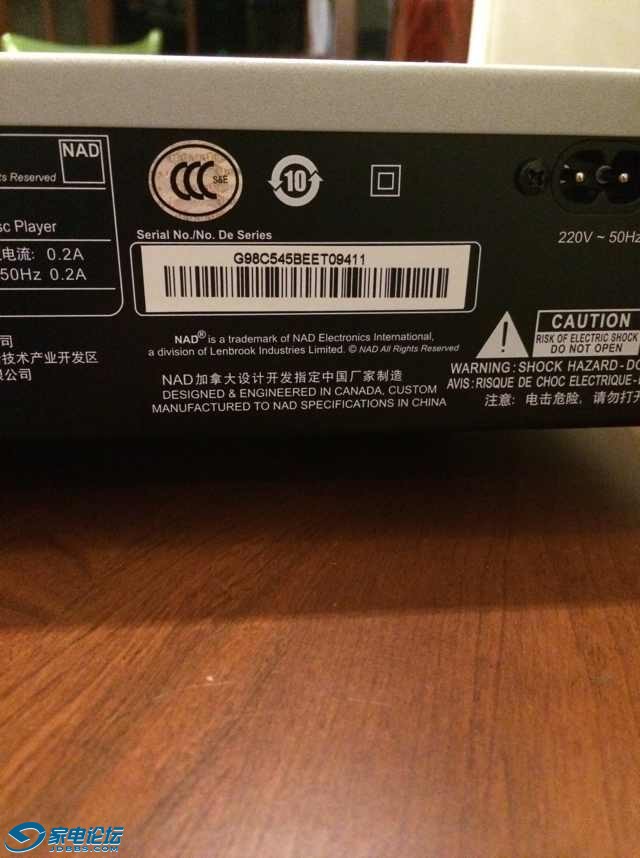 NAD
ts Reserved
sc Player
电流: 0.2A
50Hz 0.2A
司
技术产业开发区
限公司
CCC S&E
10
Serial No./No. De Series
G98C545BEET09411
NAD® is a trademark of NAD Electronics International,
a division of Lenbrook Industries Limited. © NAD All Rights Reserved
NAD加拿大设计开发指定中国厂家制造
DESIGNED & ENGINEERED IN CANADA, CUSTOM
MANUFACTURED TO NAD SPECIFICATIONS IN CHINA
220V ~ 50Hz
CAUTION
RISK OF ELECTRIC SHOCK
DO NOT OPEN
WARNING: SHOCK HAZARD-DO
AVIS: RISQUE DE CHOC ELECTRIQUE-
注意: 电击危险, 请勿打开
家电论坛
JDBBS.COM